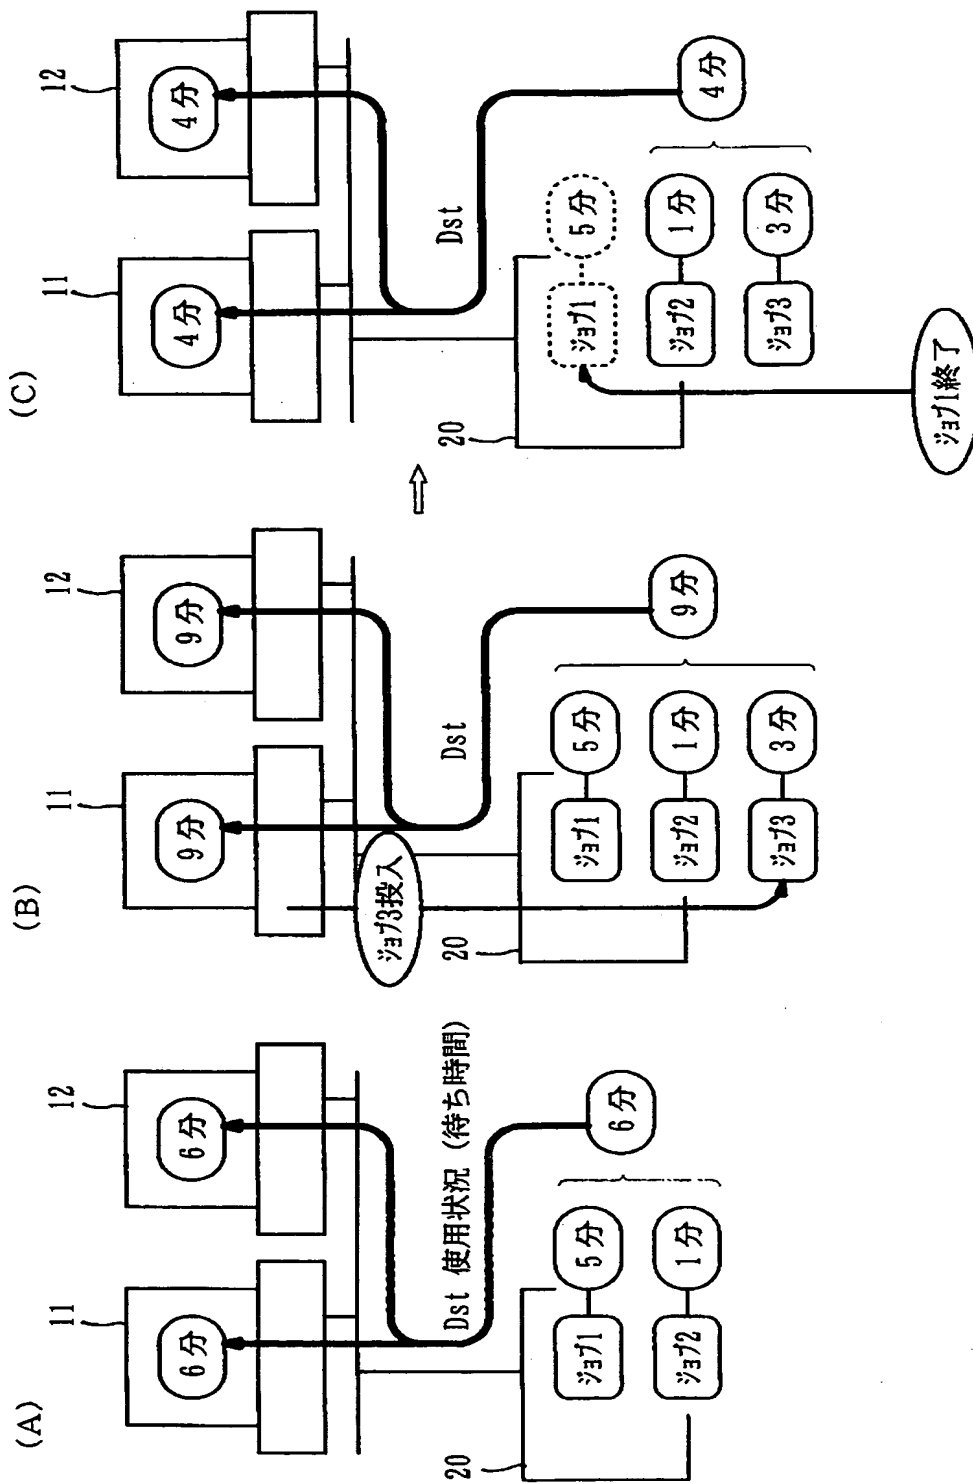 (A)
11
12
6分
6分
Dst 使用状況 (待ち時間)
6分
20
ジョブ1
5分
ジョブ2
1分
(B)
11
12
9分
9分
ジョブ3投入
Dst
9分
20
ジョブ1
5分
ジョブ2
1分
ジョブ3
3分
(C)
11
12
4分
4分
Dst
4分
20
ジョブ1
5分
ジョブ2
1分
ジョブ3
3分
ジョブ1終了